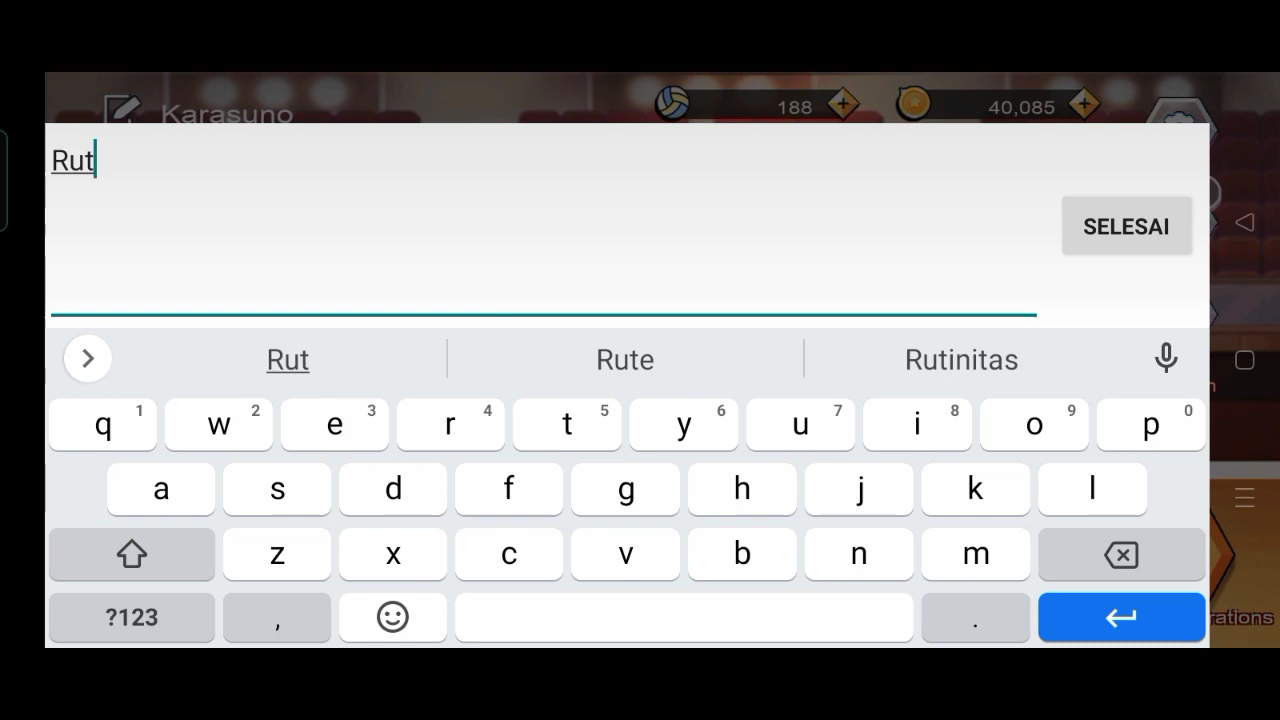 Karasuno 188 40,085
Rut
SELESAI
Rut Rute Rutinitas
q 1 w 2 e 3 r 4 t 5 y 6 u 7 i 8 o 9 p 0
a s d f g h j k l
z x c v b n m
?123 , .